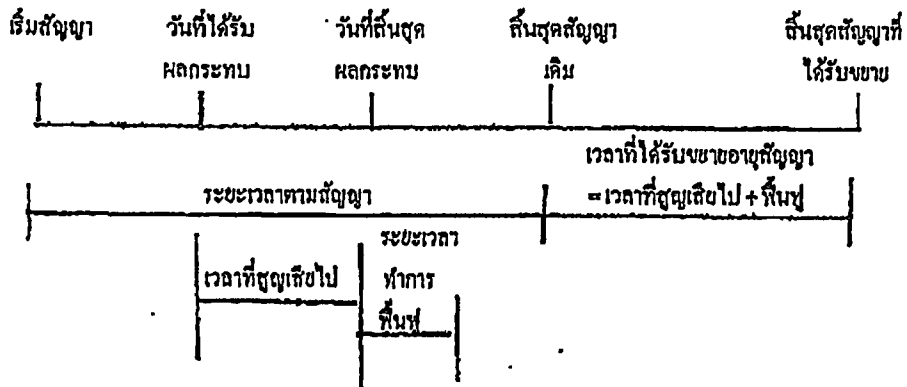 เริ่มสัญญา วันที่ได้รับ วันที่สิ้นสุด สิ้นสุดสัญญา สิ้นสุดสัญญาที่
ผลกระทบ ผลกระทบ เดิม ได้รับขยาย
เวลาที่ได้รับขยายอายุสัญญา
ระยะเวลาตามสัญญา =เวลาที่สูญเสียไป+ฟื้นฟู
ระยะเวลา
เวลาที่สูญเสียไป ทำการ
ฟื้นฟู